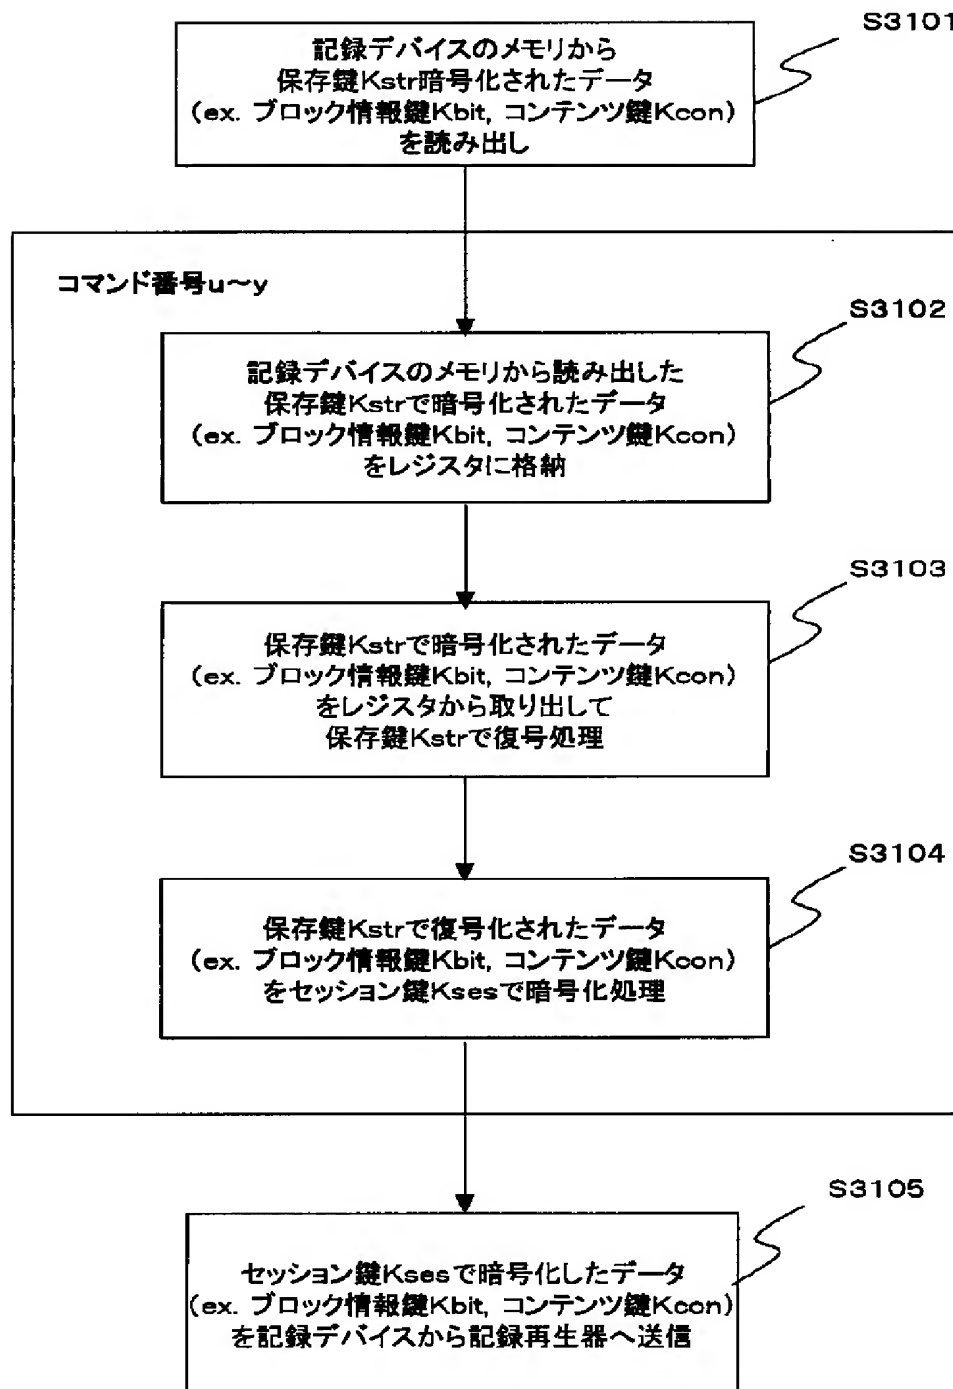 S3101
記録デバイスのメモリから
保存鍵Kstr暗号化されたデータ
(ex. ブロック情報鍵Kbit, コンテンツ鍵Kcon)
を読み出し
コマンド番号u～y
S3102
記録デバイスのメモリから読み出した
保存鍵Kstrで暗号化されたデータ
(ex. ブロック情報鍵Kbit, コンテンツ鍵Kcon)
をレジスタに格納
S3103
保存鍵Kstrで暗号化されたデータ
(ex. ブロック情報鍵Kbit, コンテンツ鍵Kcon)
をレジスタから取り出して
保存鍵Kstrで復号処理
S3104
保存鍵Kstrで復号化されたデータ
(ex. ブロック情報鍵Kbit, コンテンツ鍵Kcon)
をセッション鍵Ksesで暗号化処理
S3105
セッション鍵Ksesで暗号化したデータ
(ex. ブロック情報鍵Kbit, コンテンツ鍵Kcon)
を記録デバイスから記録再生器へ送信